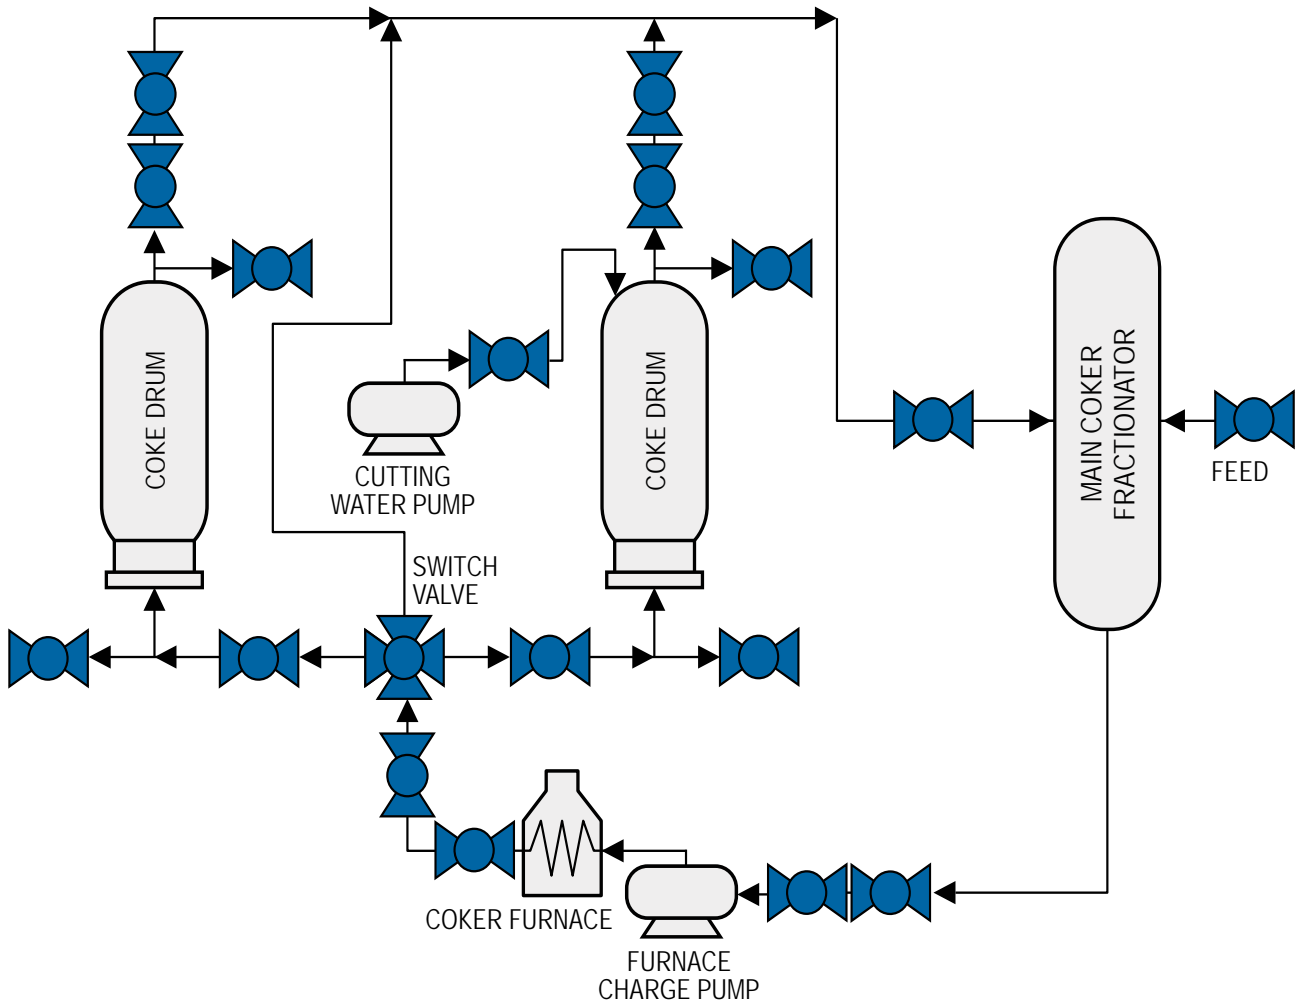 COKE DRUM
CUTTING
WATER PUMP
COKE DRUM
MAIN COKER
FRACTIONATOR
FEED
SWITCH
VALVE
COKER FURNACE
FURNACE
CHARGE PUMP